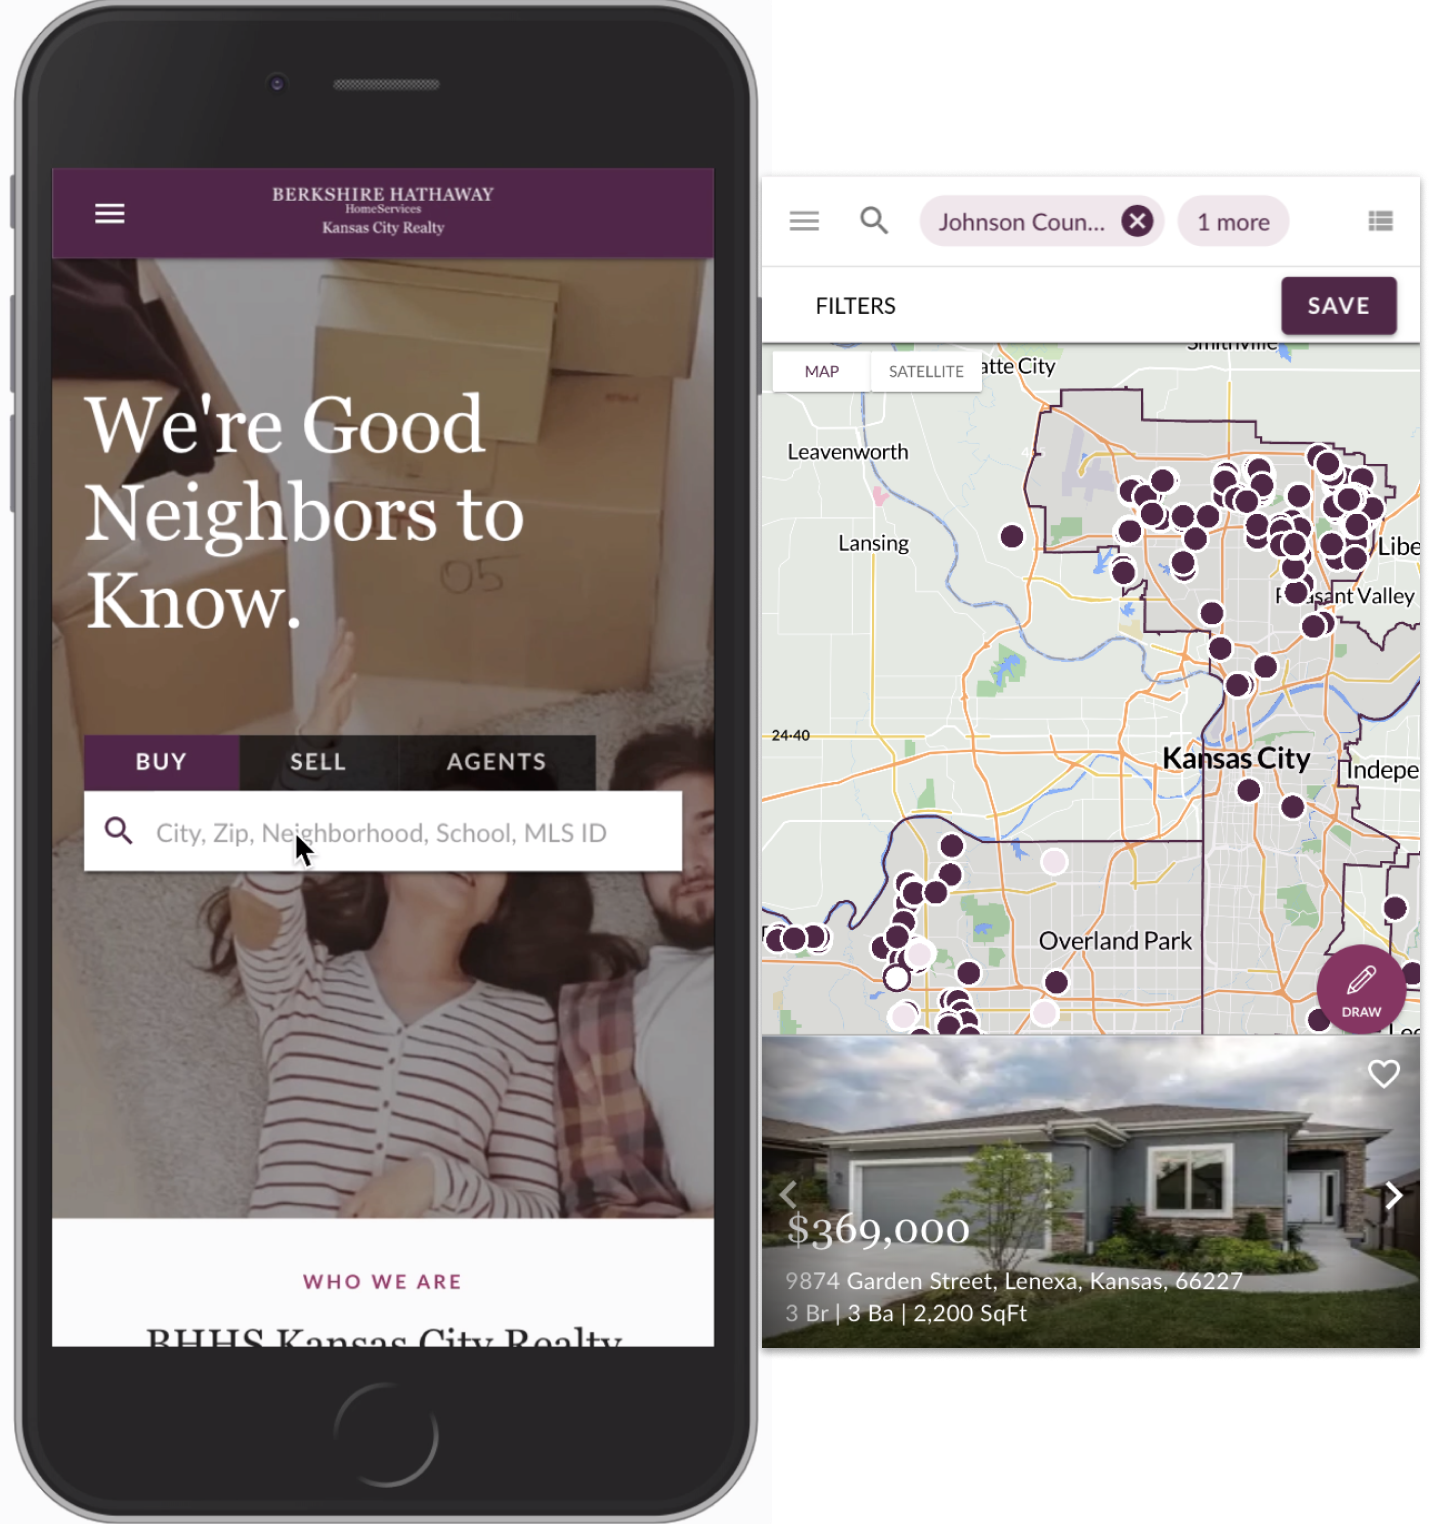 BERKSHIRE HATHAWAY
HomeServices
Kansas City Realty
We're Good
Neighbors to
Know.
05
BUY SELL AGENTS
City, Zip, Neighborhood, School, MLS ID
WHO WE ARE
BHHS Kansas City Realty
Johnson Coun... 1 more
FILTERS SAVE
Smithville
MAP SATELLITE atte City
Leavenworth
Lansing
Libe
sant Valley
24-40
Kansas City
Indepe
Overland Park
DRAW
Lee
$369,000
9874 Garden Street, Lenexa, Kansas, 66227
3 Br | 3 Ba | 2,200 SqFt